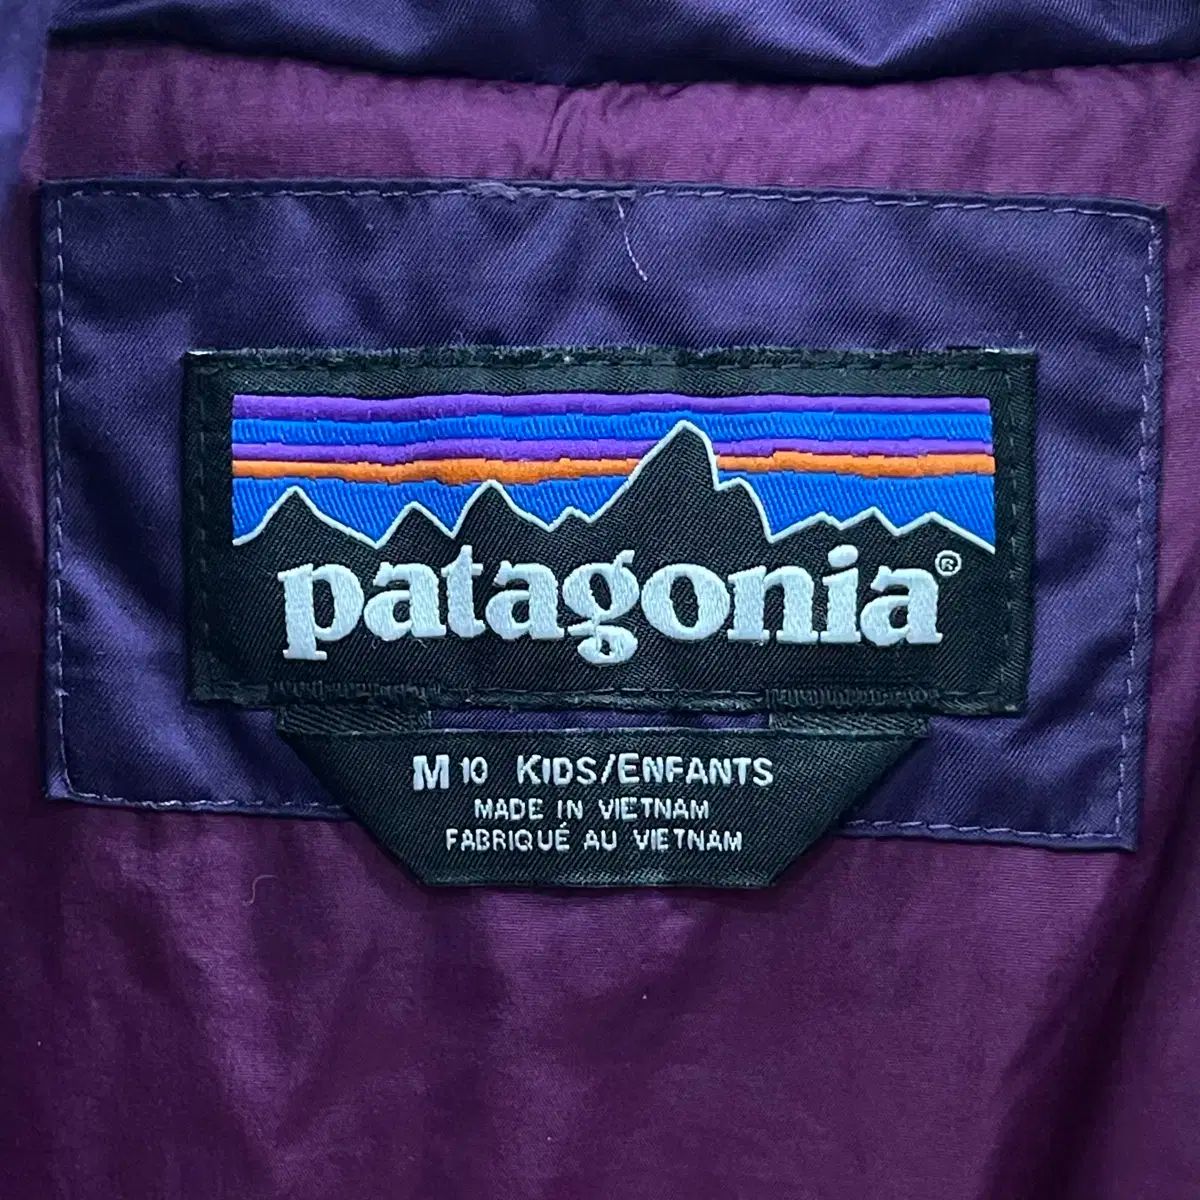 patagonia®
M 10 KIDS/ENFANTS
MADE IN VIETNAM
FABRIQUÉ AU VIETNAM